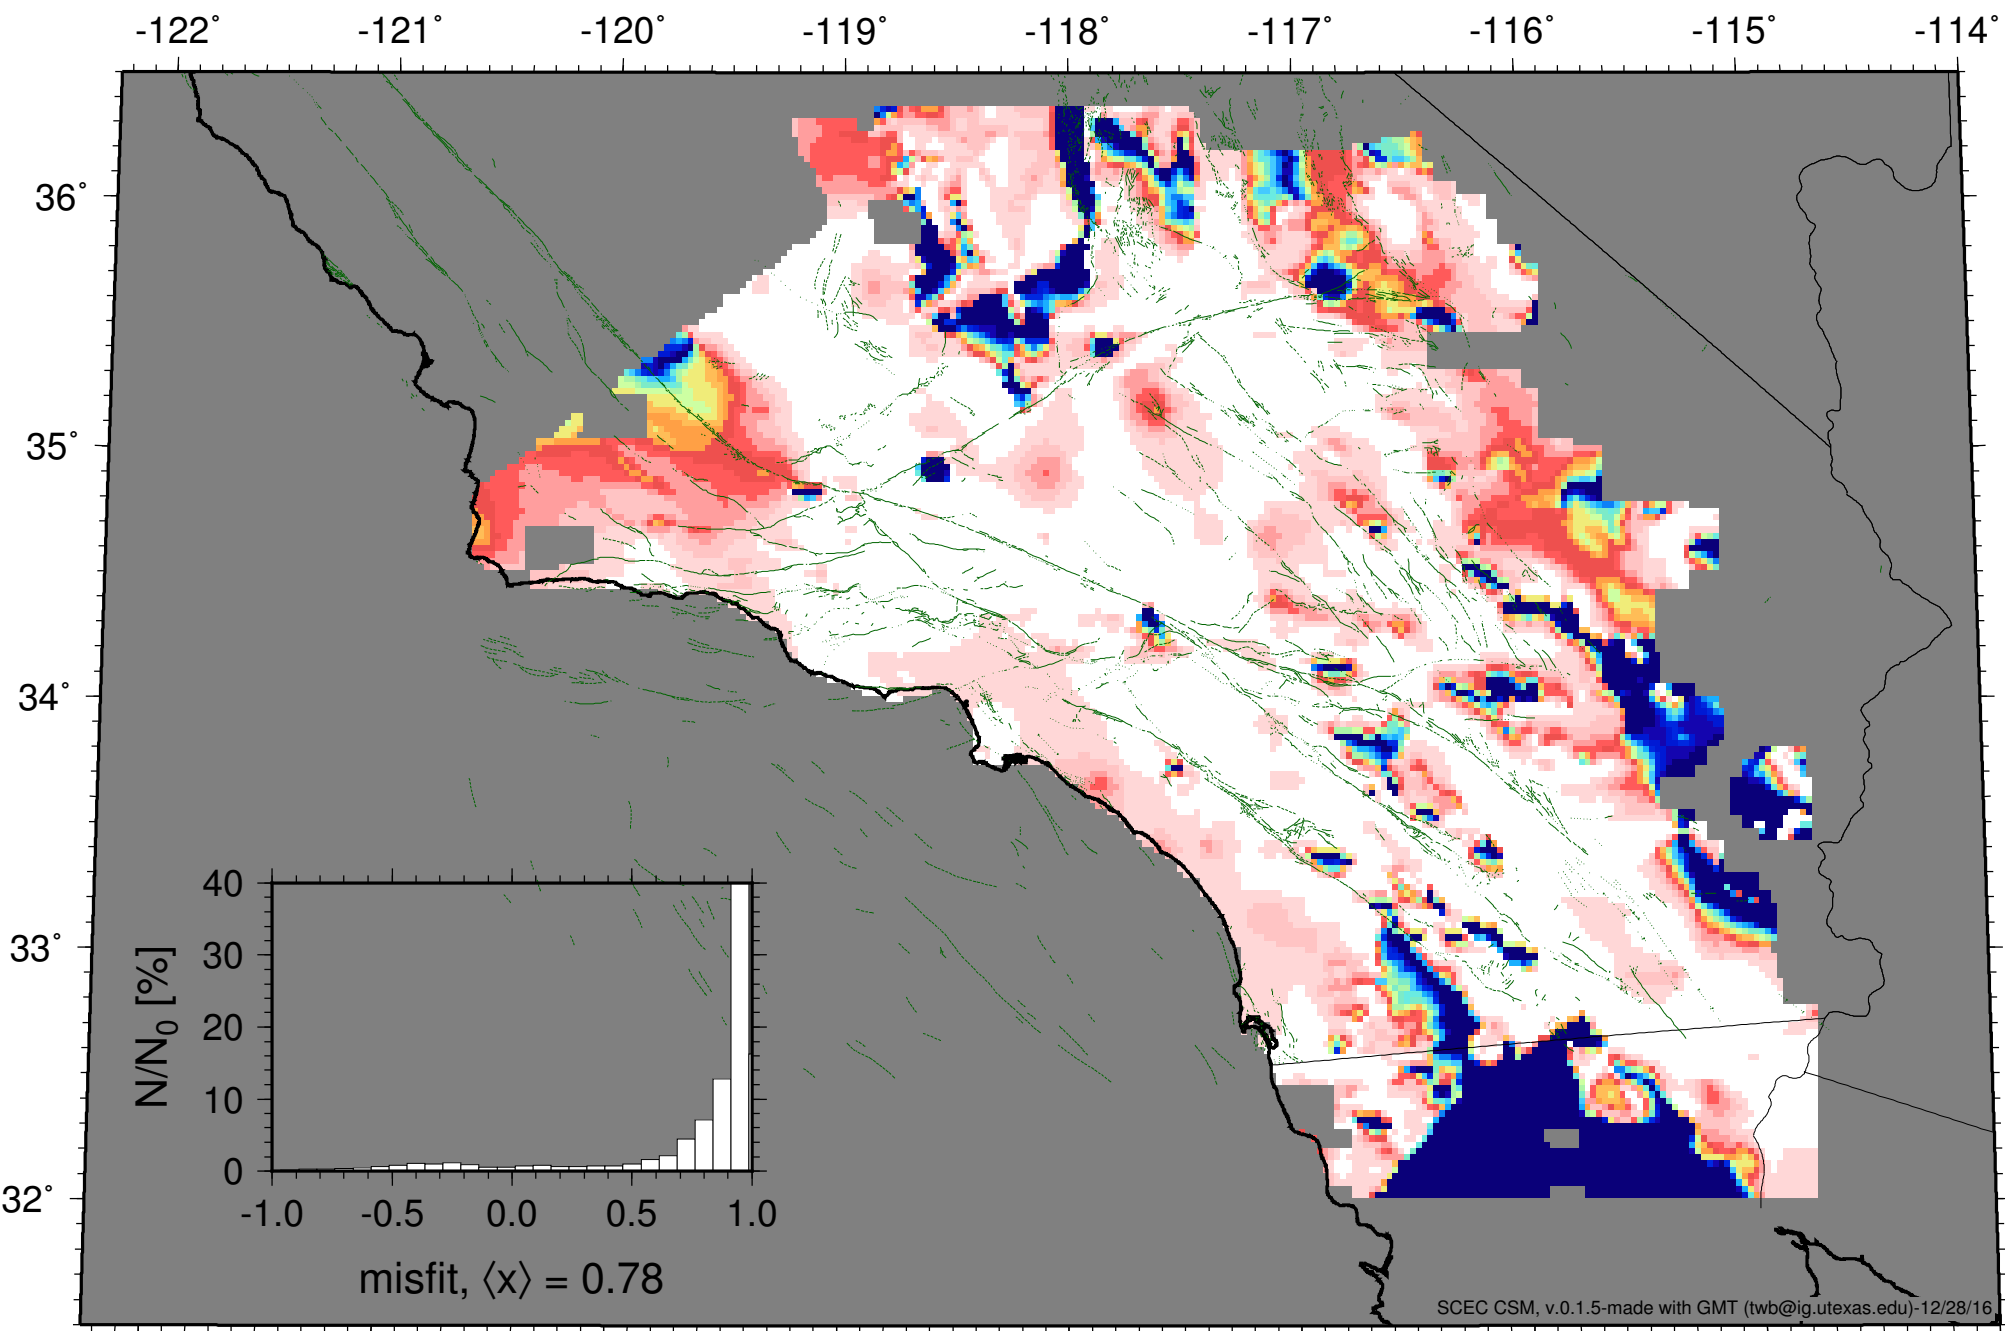 -122˚ -121˚ -120˚ -119˚ -118˚ -117˚ -116˚ -115˚ -114˚
36˚
35˚
34˚
33˚
32˚
N/N0 [%]
40
30
20
10
0
-1.0 -0.5 0.0 0.5 1.0
misfit, ⟨x⟩ = 0.78
SCEC CSM, v.0.1.5-made with GMT (twb@ig.utexas.edu)-12/28/16